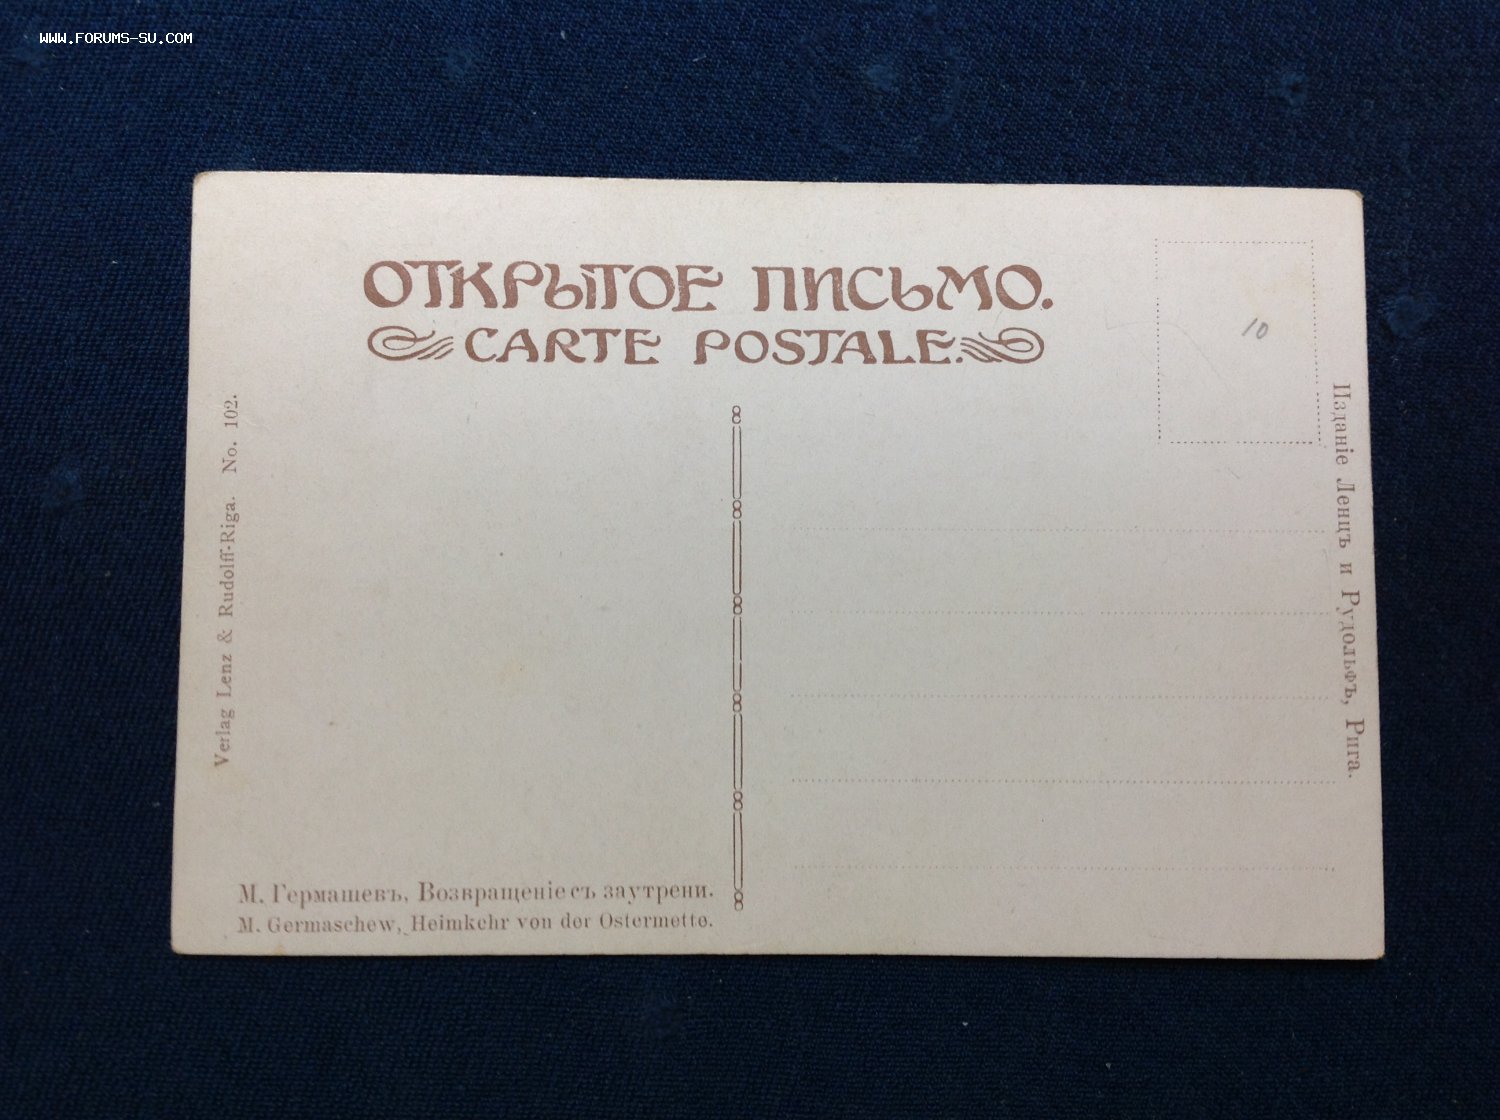 WWW.FORUMS-SU.COM
ОТКРЫТОЕ ПИСЬМО.
CARTE POSTALE.
10
Verlag Lenz & Rudolff-Riga. No. 102.
Изданіе Ленцъ и Рудольфъ, Рига.
М. Гермашевъ, Возвращеніе съ заутрени.
M. Germaschew, Heimkehr von der Ostermette.